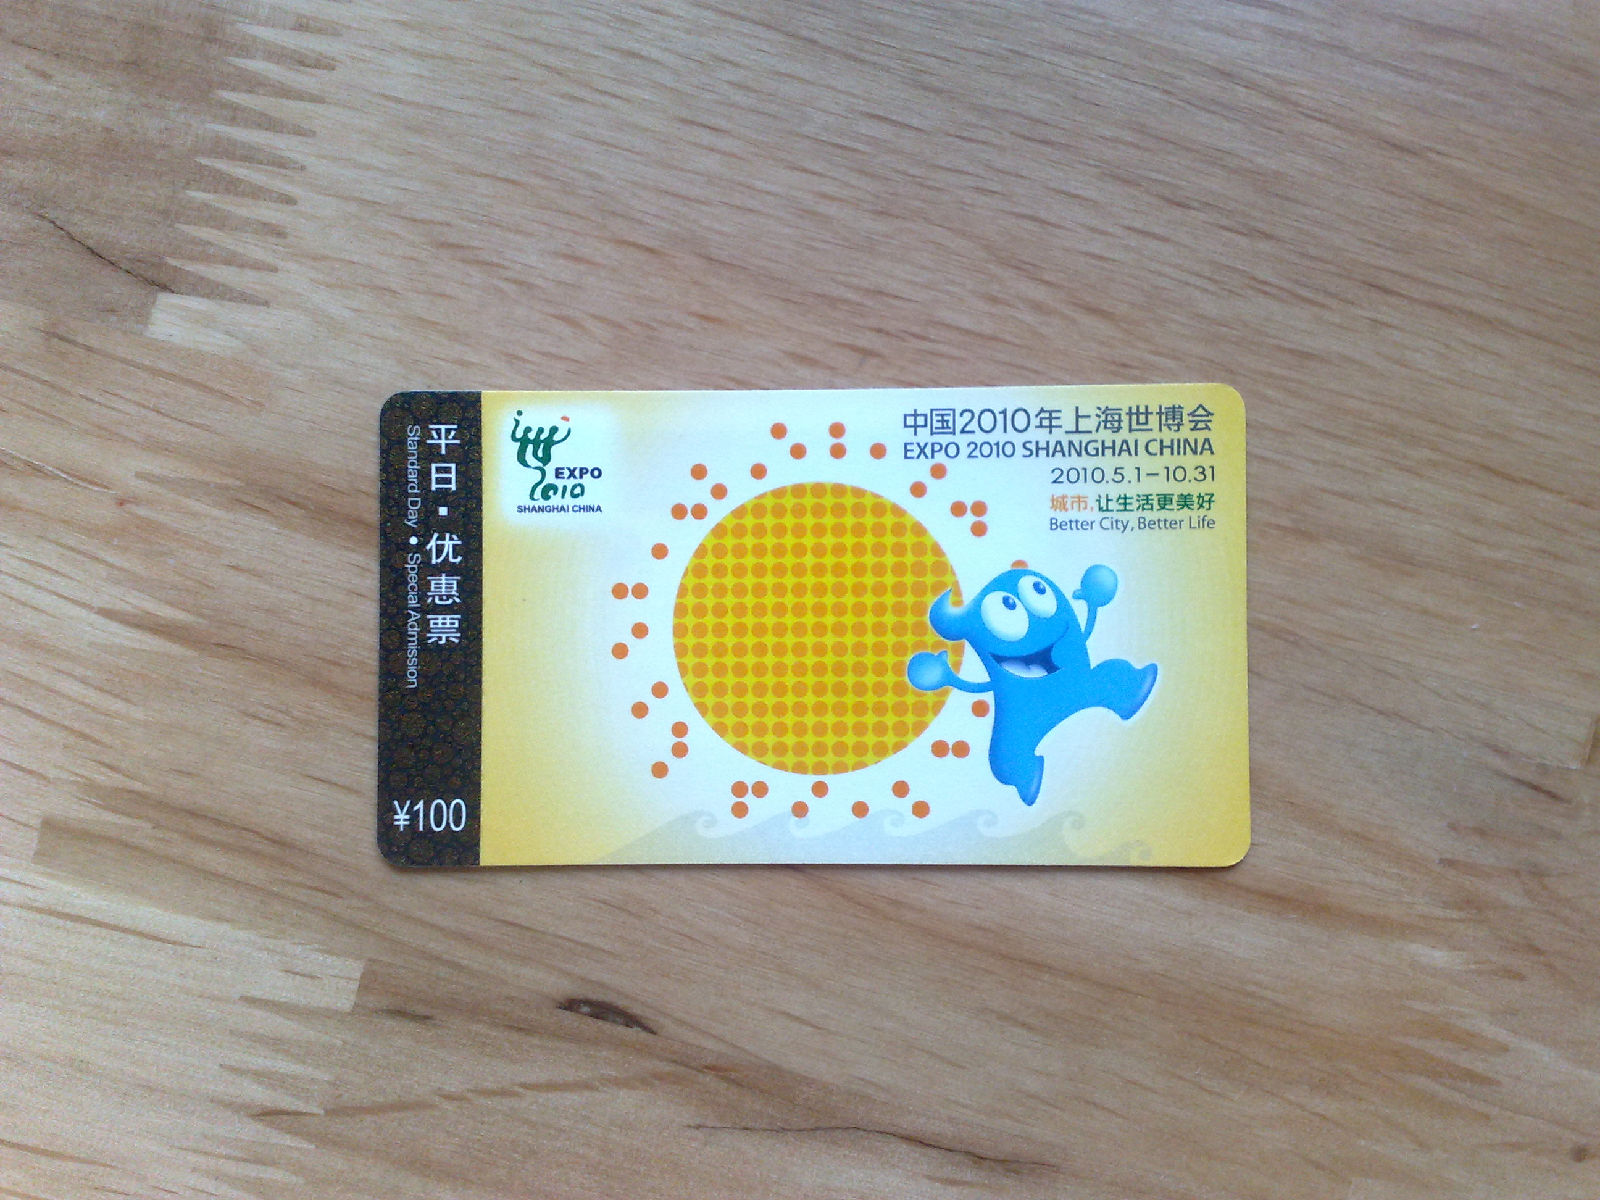 平日·优惠票
Standard Day • Special Admission
¥100
EXPO
2010
SHANGHAI CHINA
中国2010年上海世博会
EXPO 2010 SHANGHAI CHINA
2010.5.1-10.31
城市,让生活更美好
Better City, Better Life